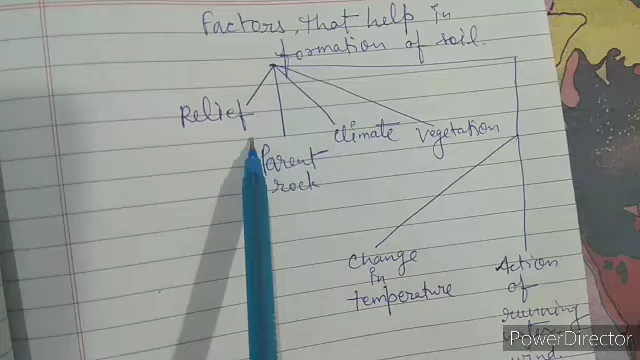 Factors, that help in
formation of soil.
Relief
Parent
rock
climate
vegetation
change
in
temperature
Action
of
running
wind
PowerDirector